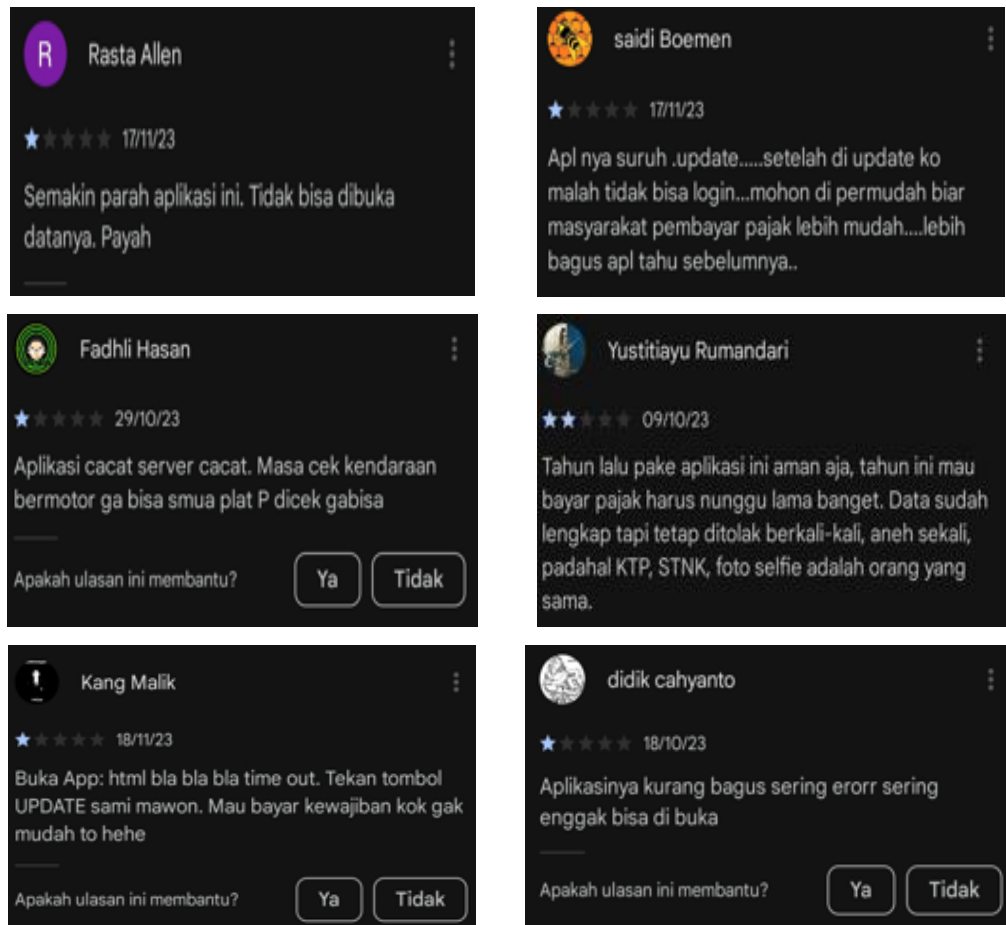 R
Rasta Allen
17/11/23
Semakin parah aplikasi ini. Tidak bisa dibuka
datanya. Payah
saidi Boemen
17/11/23
Apl nya suruh .update.....setelah di update ko
malah tidak bisa login...mohon di permudah biar
masyarakat pembayar pajak lebih mudah....lebih
bagus apl tahu sebelumnya..
Fadhli Hasan
29/10/23
Aplikasi cacat server cacat. Masa cek kendaraan
bermotor ga bisa smua plat P dicek gabisa
Apakah ulasan ini membantu?
Ya
Tidak
Yustitiayu Rumandari
09/10/23
Tahun lalu pake aplikasi ini aman aja, tahun ini mau
bayar pajak harus nunggu lama banget. Data sudah
lengkap tapi tetap ditolak berkali-kali, aneh sekali,
padahal KTP, STNK, foto selfie adalah orang yang
sama.
Kang Malik
18/11/23
Buka App: html bla bla bla time out. Tekan tombol
UPDATE sami mawon. Mau bayar kewajiban kok gak
mudah to hehe
Apakah ulasan ini membantu?
Ya
Tidak
didik cahyanto
18/10/23
Aplikasinya kurang bagus sering erorr sering
enggak bisa di buka
Apakah ulasan ini membantu?
Ya
Tidak